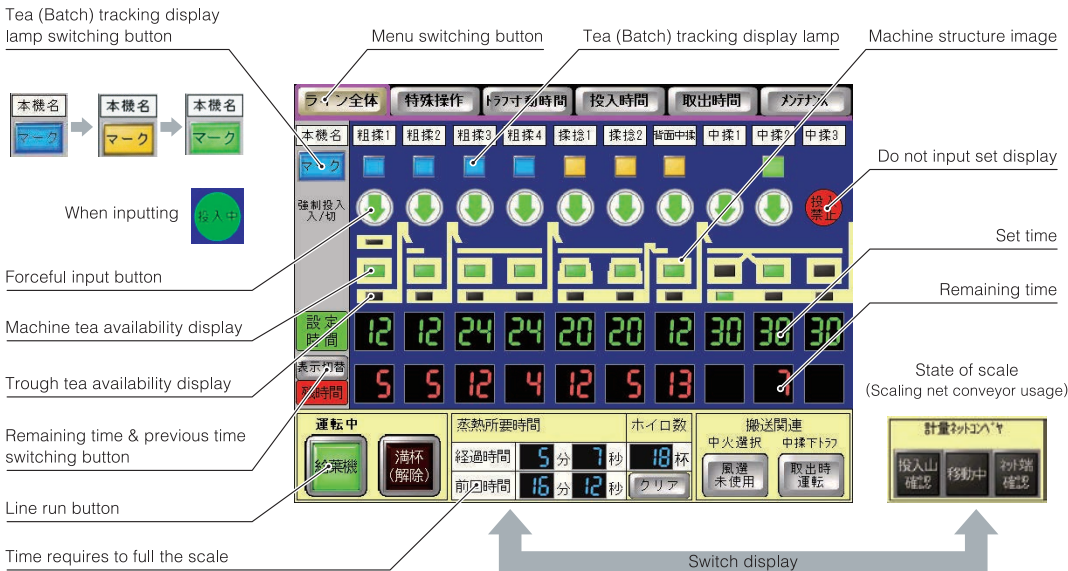 Tea (Batch) tracking display
lamp switching button
Menu switching button
Tea (Batch) tracking display lamp
Machine structure image
本機名
マーク
本機名
マーク
本機名
マーク
When inputting
投入中
Forceful input button
Machine tea availability display
Trough tea availability display
Remaining time & previous time
switching button
Line run button
Time requires to full the scale
ライン全体 特殊操作 トラフ寸動時間 投入時間 取出時間 メンテナンス
本機名 粗揉1 粗揉2 粗揉3 粗揉4 揉捻1 揉捻2 背面中揉 中揉1 中揉2 中揉3
マーク
強制投入
入/切
投入
禁止
設定
時間
12 12 24 24 20 20 12 30 30 30
表示切替
残時間
5 5 12 4 12 5 13 7
運転中
給葉機
満杯
(解除)
蒸熱所要時間 ホイロ数
経過時間 5 分 7 秒 18 杯
前回時間 16 分 12 秒 クリア
搬送関連
中火選択 中揉下トラフ
風選
未使用
取出時
運転
Do not input set display
Set time
Remaining time
State of scale
(Scaling net conveyor usage)
計量ネットコンベヤ
投入山
確認
移動中
ネット端
確認
Switch display